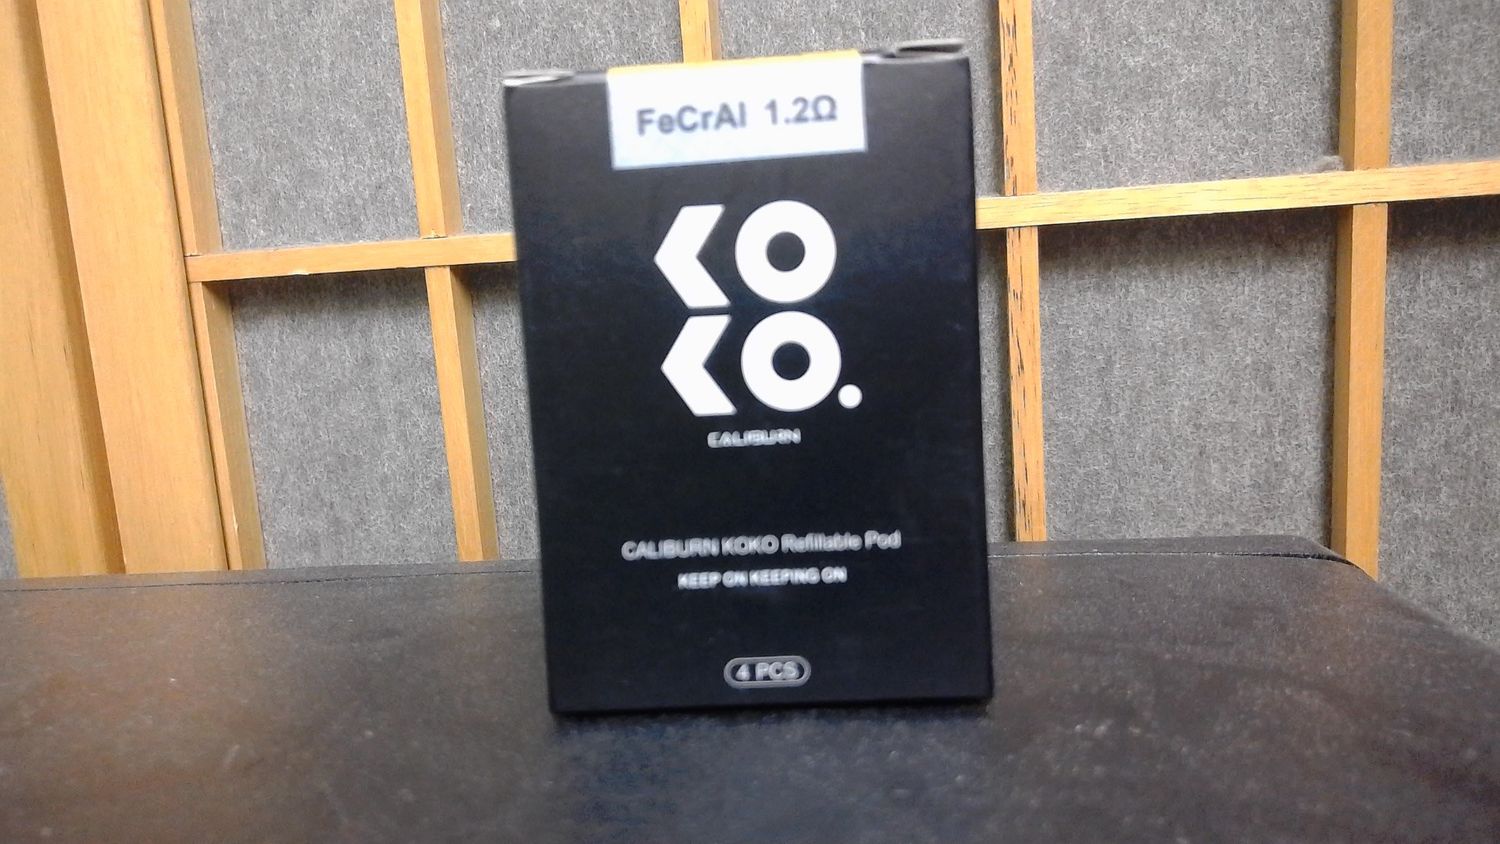 FeCrAl 1.2Ω
KO
KO.
CALIBURN
CALIBURN KOKO Refillable Pod
KEEP ON KEEPING ON
4 PCS